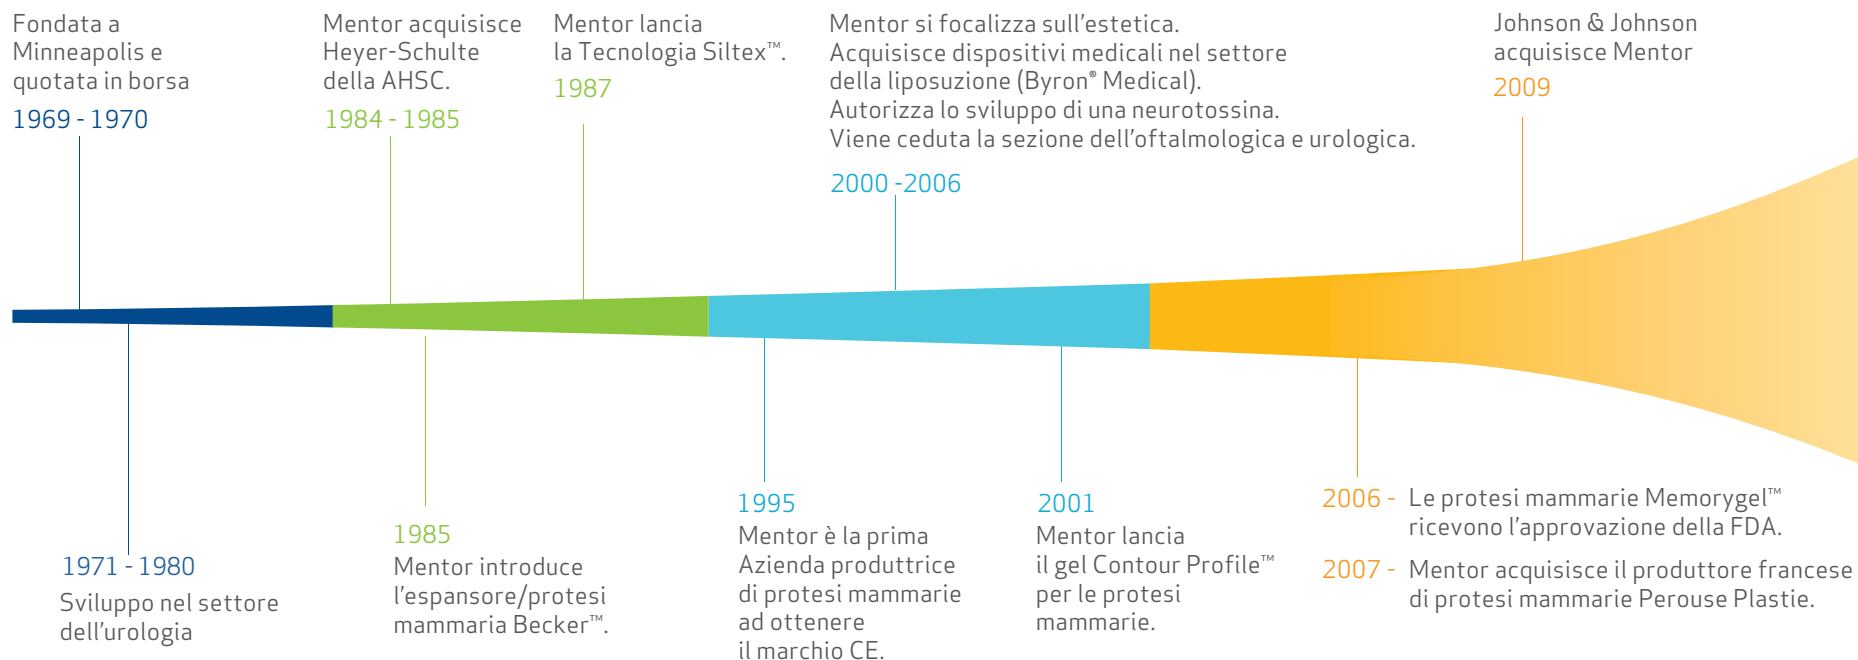 Fondata a
Minneapolis e
quotata in borsa
1969 - 1970
Mentor acquisisce
Heyer-Schulte
della AHSC.
1984 - 1985
Mentor lancia
la Tecnologia Siltex™.
1987
Mentor si focalizza sull'estetica.
Acquisisce dispositivi medicali nel settore
della liposuzione (Byron® Medical).
Autorizza lo sviluppo di una neurotossina.
Viene ceduta la sezione dell'oftalmologica e urologica.
2000 -2006
Johnson & Johnson
acquisisce Mentor
2009
1971 - 1980
Sviluppo nel settore
dell'urologia
1985
Mentor introduce
l'espansore/protesi
mammaria Becker™.
1995
Mentor è la prima
Azienda produttrice
di protesi mammarie
ad ottenere
il marchio CE.
2001
Mentor lancia
il gel Contour Profile™
per le protesi
mammarie.
2006 - Le protesi mammarie Memorygel™
ricevono l'approvazione della FDA.
2007 - Mentor acquisisce il produttore francese
di protesi mammarie Perouse Plastie.